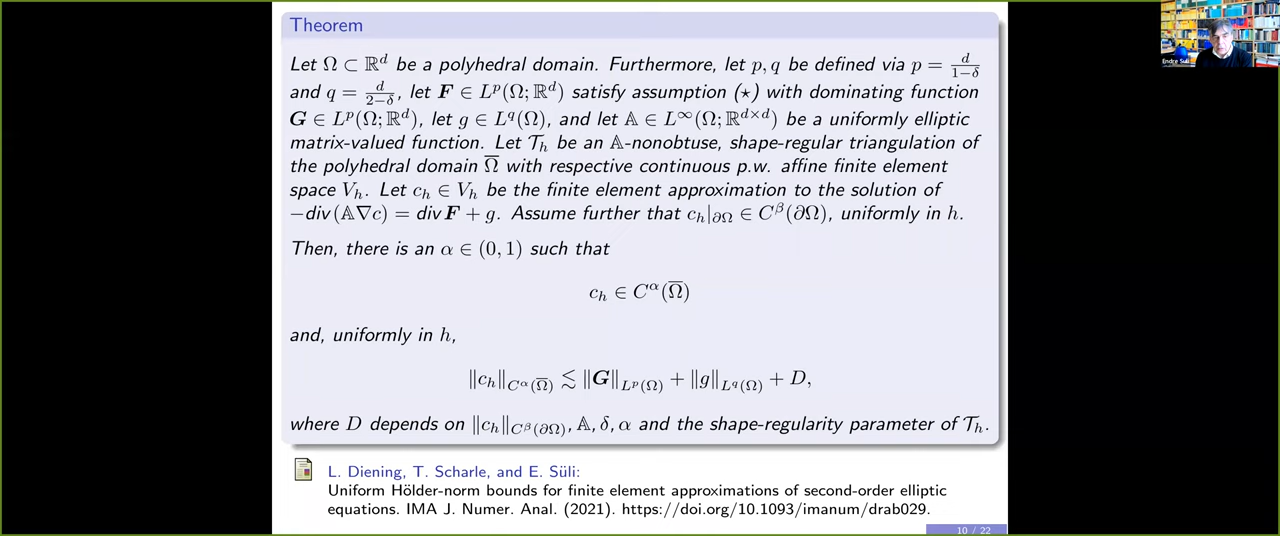 Theorem
Let Ω ⊂ ℝ^d be a polyhedral domain. Furthermore, let p, q be defined via p = d/(1−δ)
and q = d/(2−δ), let F ∈ L^p(Ω; ℝ^d) satisfy assumption (⋆) with dominating function
G ∈ L^p(Ω; ℝ^d), let g ∈ L^q(Ω), and let 𝔸 ∈ L^∞(Ω; ℝ^{d×d}) be a uniformly elliptic
matrix-valued function. Let 𝒯_h be an 𝔸-nonobtuse, shape-regular triangulation of
the polyhedral domain Ω̅ with respective continuous p.w. affine finite element
space V_h. Let c_h ∈ V_h be the finite element approximation to the solution of
−div(𝔸∇c) = div F + g. Assume further that c_h|_{∂Ω} ∈ C^β(∂Ω), uniformly in h.
Then, there is an α ∈ (0, 1) such that
c_h ∈ C^α(Ω̅)
and, uniformly in h,
‖c_h‖_{C^α(Ω̅)} ≲ ‖G‖_{L^p(Ω)} + ‖g‖_{L^q(Ω)} + D,
where D depends on ‖c_h‖_{C^β(∂Ω)}, 𝔸, δ, α and the shape-regularity parameter of 𝒯_h.
L. Diening, T. Scharle, and E. Süli:
Uniform Hölder-norm bounds for finite element approximations of second-order elliptic
equations. IMA J. Numer. Anal. (2021). https://doi.org/10.1093/imanum/drab029.
10 / 22
Endre Suli